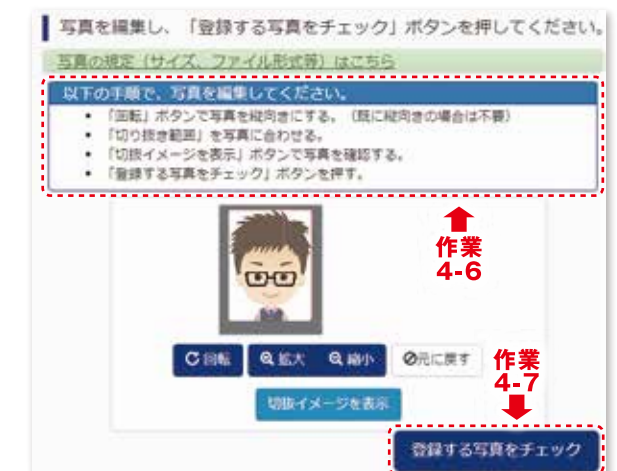 写真を編集し、「登録する写真をチェック」ボタンを押してください。
写真の規定（サイズ、ファイル形式等）はこちら
以下の手順で、写真を編集してください。
• 「回転」ボタンで写真を縦向きにする。（既に縦向きの場合は不要）
• 「切り抜き範囲」を写真に合わせる。
• 「切抜イメージを表示」ボタンで写真を確認する。
• 「登録する写真をチェック」ボタンを押す。
作業
4-6
回転 拡大 縮小 元に戻す
作業
4-7
切抜イメージを表示
登録する写真をチェック